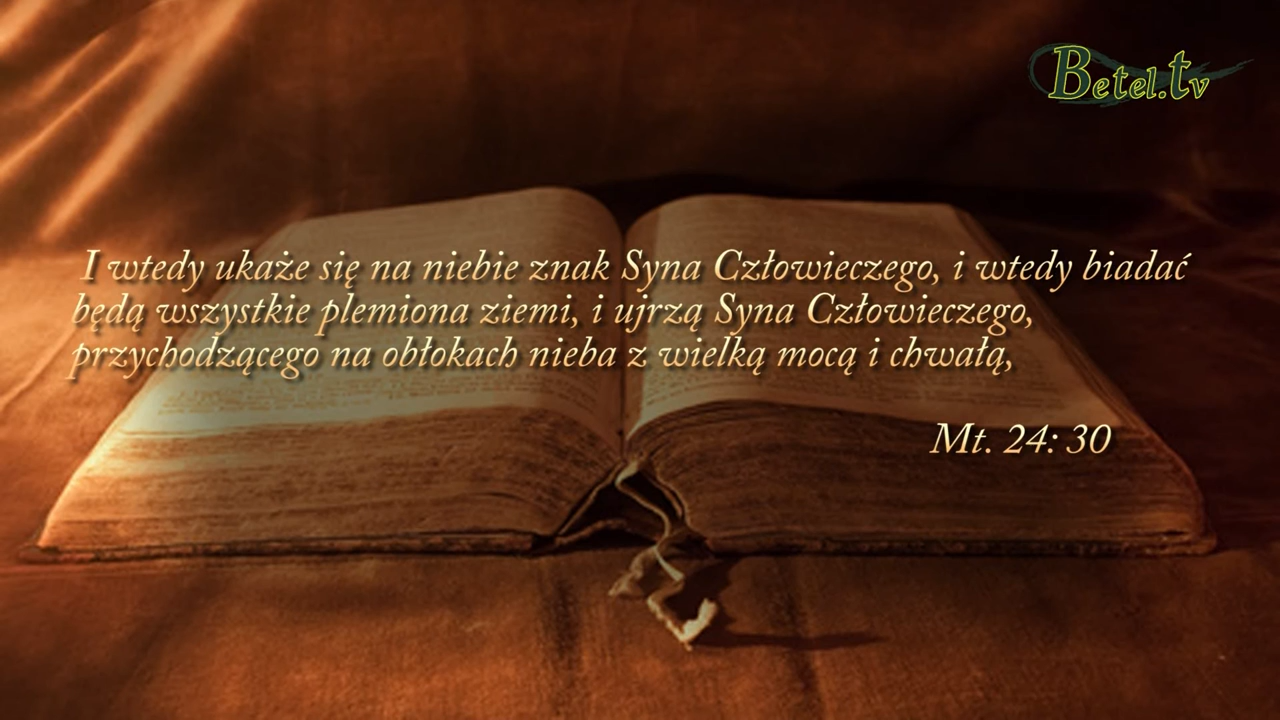 Betel.tv
I wtedy ukaże się na niebie znak Syna Człowieczego, i wtedy biadać
będą wszystkie plemiona ziemi, i ujrzą Syna Człowieczego,
przychodzącego na obłokach nieba z wielką mocą i chwałą,
Mt. 24: 30